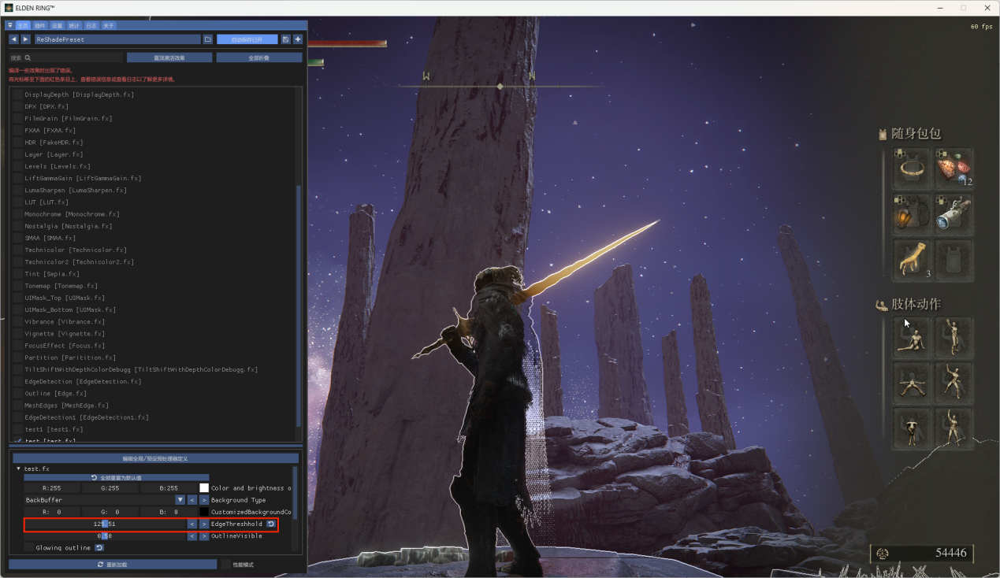 ELDEN RING™
主页 插件 设置 统计 日志 关于
60 fps
ReShadePreset
自动保存已开
搜索
置顶激活效果
全部折叠
编译一些效果时出现了错误。
将光标移至下面的红色条目上，查看错误信息或查看日志以了解更多详情。
W
N
DisplayDepth [DisplayDepth.fx]
DPX [DPX.fx]
FilmGrain [FilmGrain.fx]
FXAA [FXAA.fx]
HDR [FakeHDR.fx]
Layer [Layer.fx]
Levels [Levels.fx]
LiftGammaGain [LiftGammaGain.fx]
LumaSharpen [LumaSharpen.fx]
LUT [LUT.fx]
Monochrome [Monochrome.fx]
Nostalgia [Nostalgia.fx]
SMAA [SMAA.fx]
Technicolor [Technicolor.fx]
Technicolor2 [Technicolor2.fx]
Tint [Sepia.fx]
Tonemap [Tonemap.fx]
UIMask_Top [UIMask.fx]
UIMask_Bottom [UIMask.fx]
Vibrance [Vibrance.fx]
Vignette [Vignette.fx]
FocusEffect [Focus.fx]
Partition [Paritition.fx]
TiltShiftWithDepthColorDebugg [TiltShiftWithDepthColorDebugg.fx]
EdgeDetection [EdgeDetection.fx]
Outline [Edge.fx]
MeshEdges [MeshEdge.fx]
EdgeDetection1 [EdgeDetection1.fx]
test1 [test1.fx]
test [test.fx]
编辑全局/预设预处理器定义
test.fx
全部重置为默认值
R:255 G:255 B:255 Color and brightness o
BackBuffer < > Background Type
R: 0 G: 0 B: 0 CustomizedBackgroundCo
125.51 < > EdgeThreshhold
0.50 < > OutlineVisible
Glowing outline
重新加载
性能模式
随身包包
12
3
肢体动作
54446